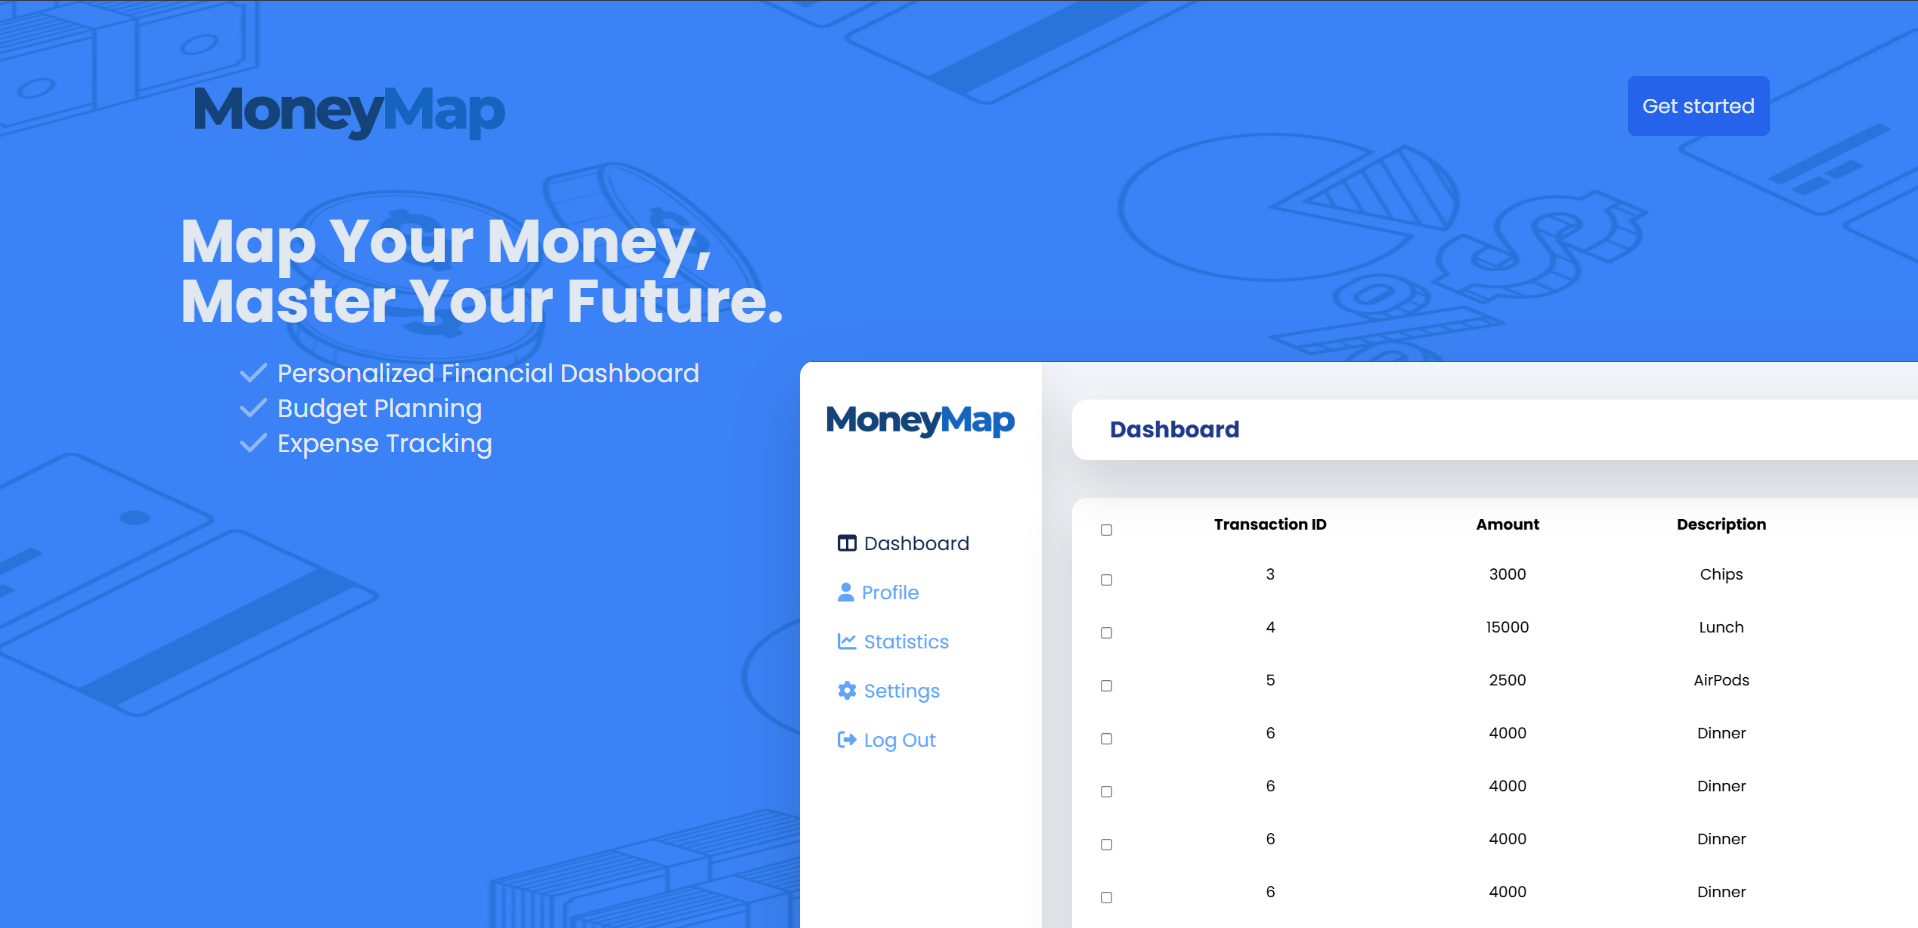 MoneyMap
Get started
Map Your Money,
Master Your Future.
Personalized Financial Dashboard
Budget Planning
Expense Tracking
MoneyMap
Dashboard
Profile
Statistics
Settings
Log Out
Dashboard
Transaction ID Amount Description
3 3000 Chips
4 15000 Lunch
5 2500 AirPods
6 4000 Dinner
6 4000 Dinner
6 4000 Dinner
6 4000 Dinner